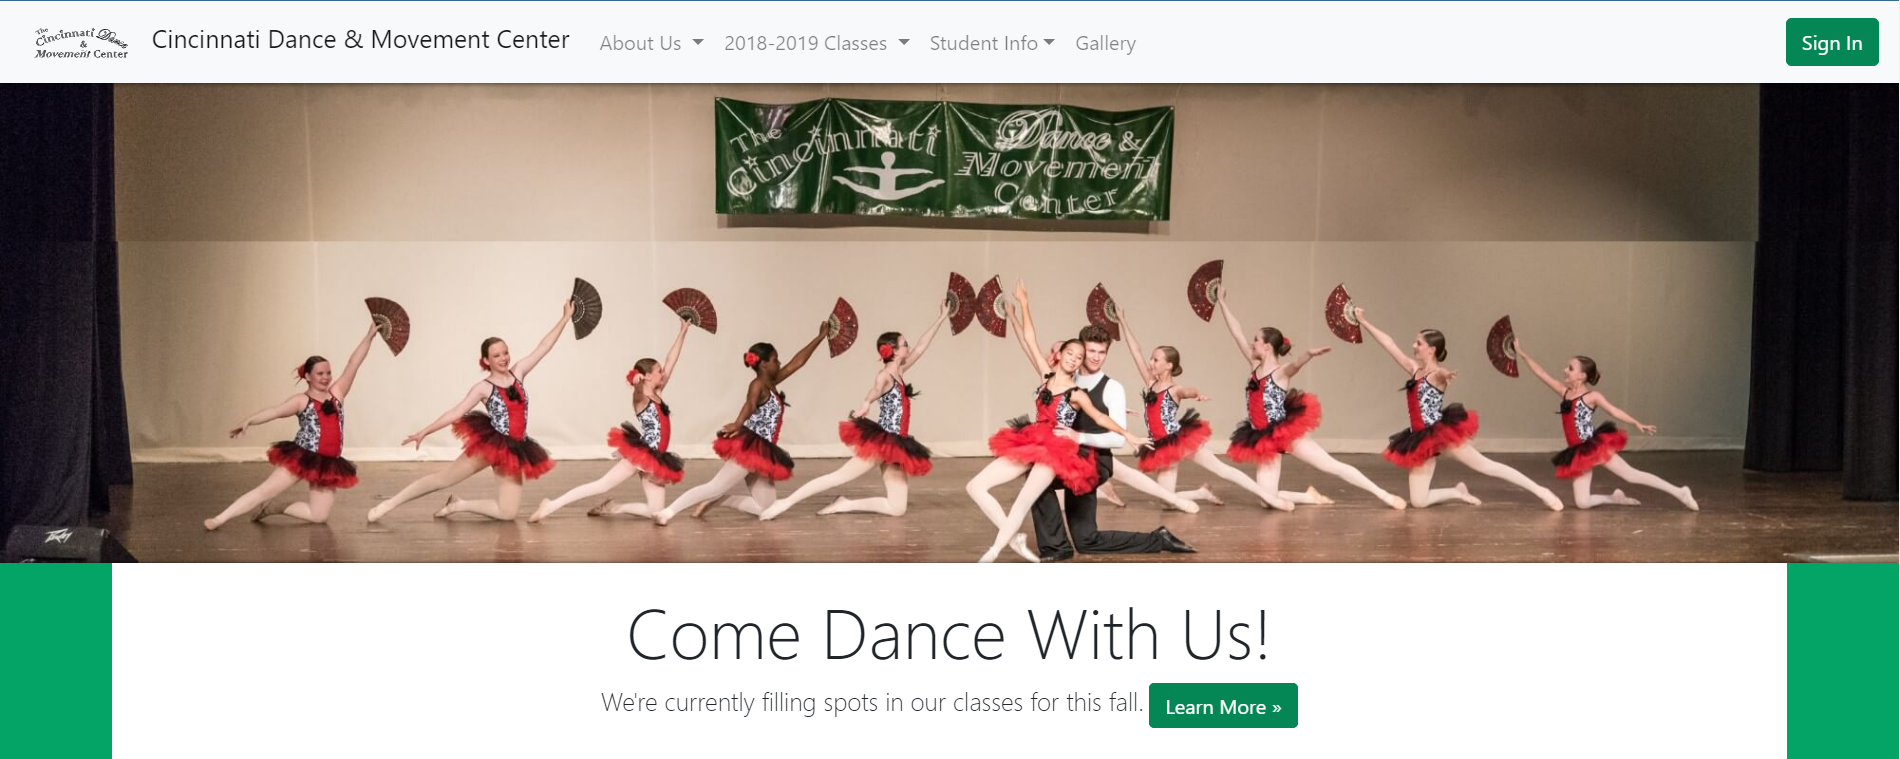 The
Cincinnati Dance
&
Movement Center
Cincinnati Dance & Movement Center
About Us
2018-2019 Classes
Student Info
Gallery
Sign In
The
Cincinnati
Dance &
Movement
Center
Come Dance With Us!
We're currently filling spots in our classes for this fall.
Learn More »